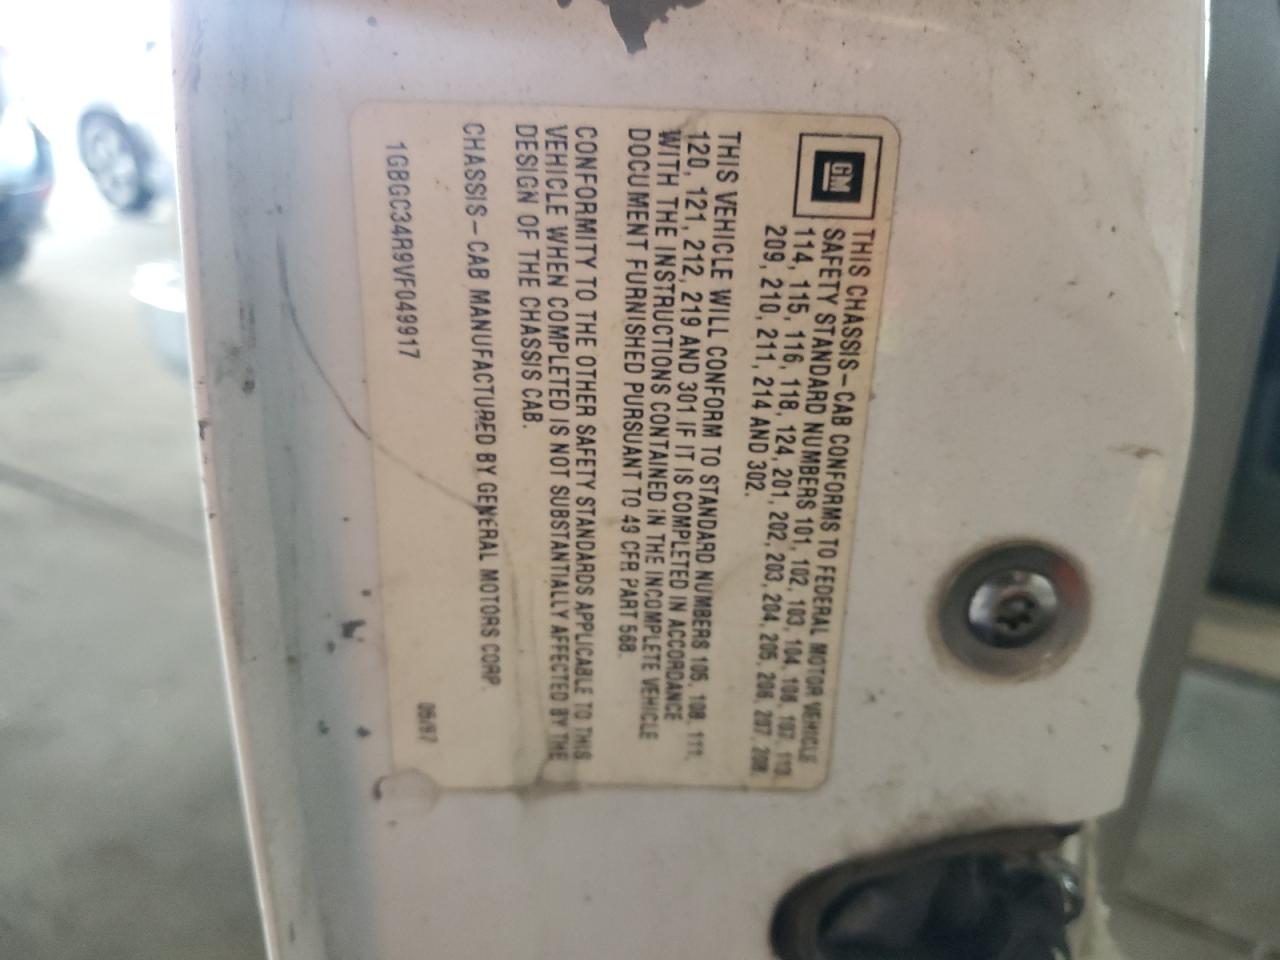 GM
THIS CHASSIS-CAB CONFORMS TO FEDERAL MOTOR VEHICLE
SAFETY STANDARD NUMBERS 101, 102, 103, 104, 106, 107, 113,
114, 115, 116, 118, 124, 201, 202, 203, 204, 205, 206, 207, 208,
209, 210, 211, 214 AND 302.
THIS VEHICLE WILL CONFORM TO STANDARD NUMBERS 105, 108, 111,
120, 121, 212, 219 AND 301 IF IT IS COMPLETED IN ACCORDANCE
WITH THE INSTRUCTIONS CONTAINED IN THE INCOMPLETE VEHICLE
DOCUMENT FURNISHED PURSUANT TO 49 CFR PART 568.
CONFORMITY TO THE OTHER SAFETY STANDARDS APPLICABLE TO THIS
VEHICLE WHEN COMPLETED IS NOT SUBSTANTIALLY AFFECTED BY THE
DESIGN OF THE CHASSIS CAB.
CHASSIS-CAB MANUFACTURED BY GENERAL MOTORS CORP.
05/97
1GBGC34R9VF049917